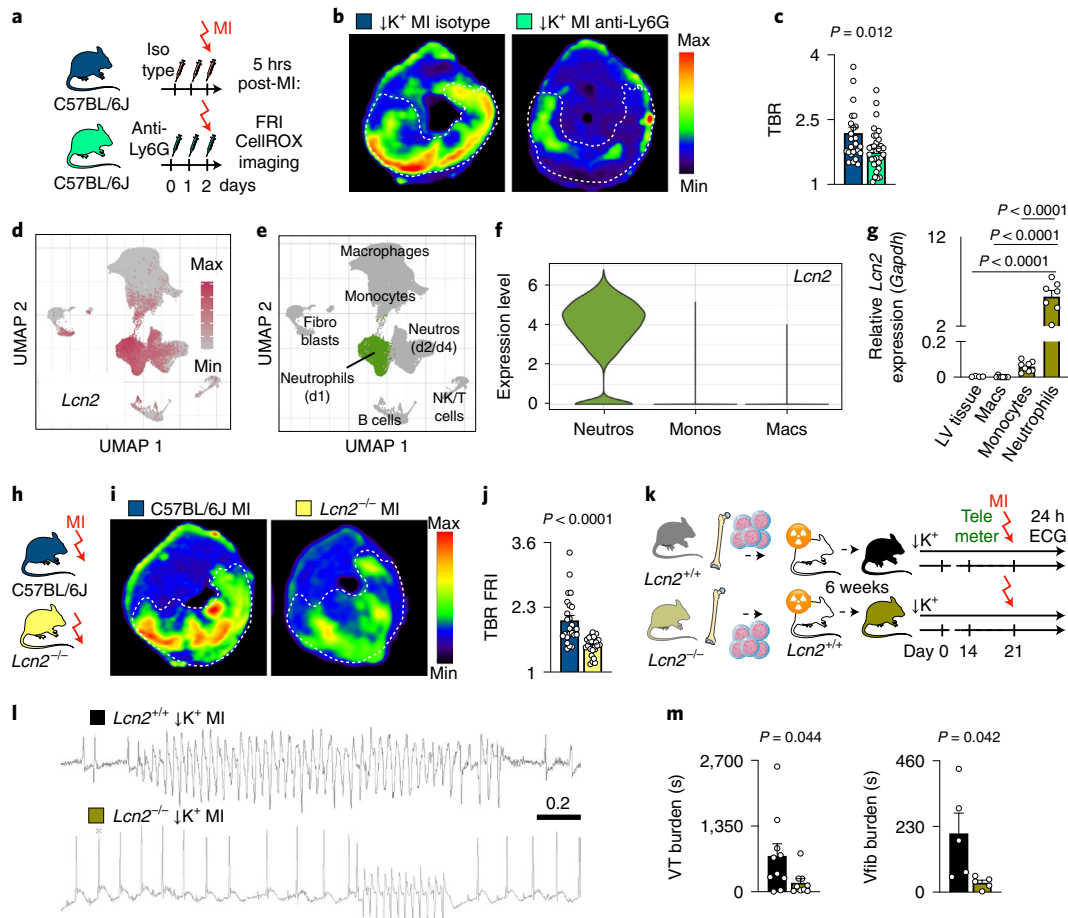 a
MI
Iso
type
C57BL/6J
5 hrs
post-MI:
Anti-
Ly6G
FRI
CellROX
imaging
C57BL/6J
0 1 2 days
b
↓K⁺ MI isotype
↓K⁺ MI anti-Ly6G
Max
Min
c
P = 0.012
TBR
4
2.5
1
d
Max
Min
Lcn2
UMAP 2
UMAP 1
e
Macrophages
Monocytes
Fibro
blasts
Neutros
(d2/d4)
Neutrophils
(d1)
NK/T
cells
B cells
UMAP 2
UMAP 1
f
Lcn2
Expression level
6
4
2
0
Neutros Monos Macs
g
P < 0.0001
P < 0.0001
P < 0.0001
Relative Lcn2
expression (Gapdh)
12
2
2
0
LV tissue
Macs
Monocytes
Neutrophils
h
MI
C57BL/6J
Lcn2⁻/⁻
i
C57BL/6J MI
Lcn2⁻/⁻ MI
Max
Min
j
P < 0.0001
TBR FRI
3.6
2.3
1
k
Lcn2⁺/⁺
Lcn2⁻/⁻
6 weeks
Lcn2⁺/⁺
↓K⁺
Tele
meter
MI
24 h
ECG
↓K⁺
Day 0 14 21
l
Lcn2⁺/⁺ ↓K⁺ MI
0.2
Lcn2⁻/⁻ ↓K⁺ MI
m
P = 0.044
VT burden (s)
2,700
1,350
0
P = 0.042
Vfib burden (s)
460
230
0